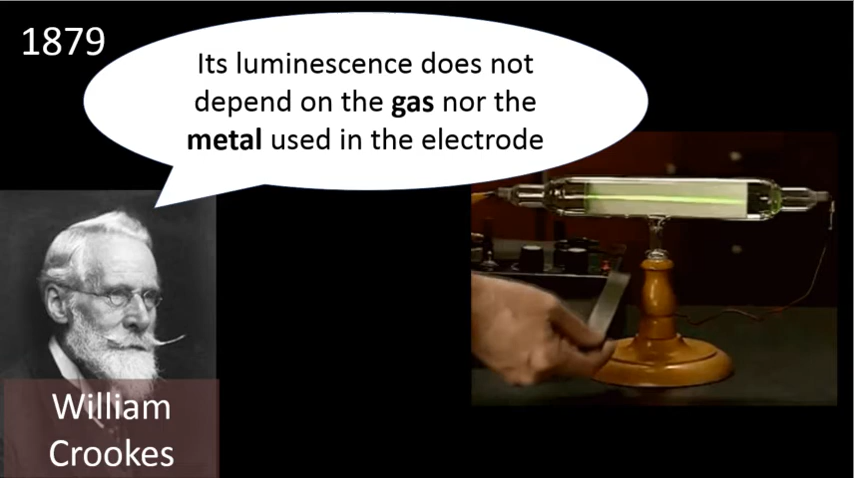 1879
Its luminescence does not
depend on the gas nor the
metal used in the electrode
William
Crookes